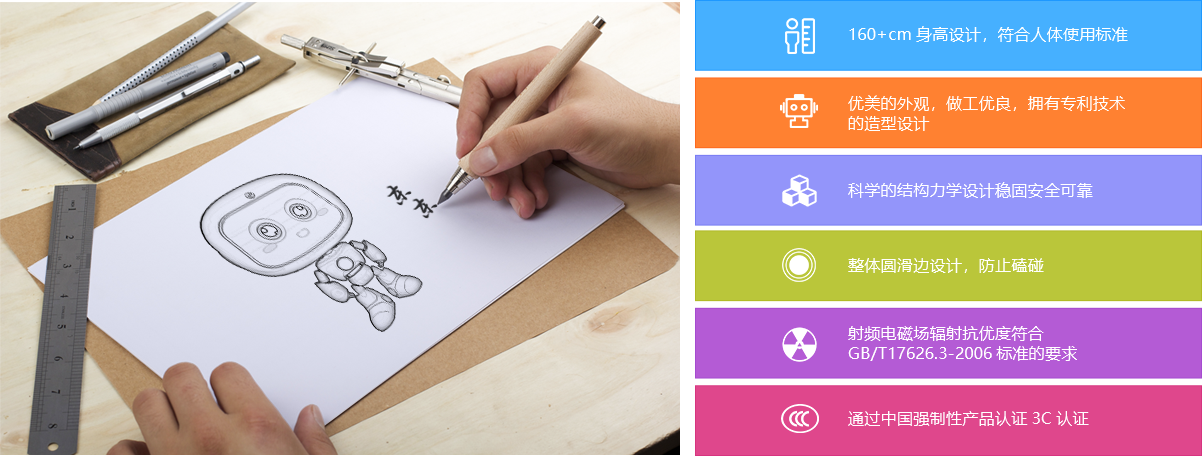 东东
160+cm 身高设计，符合人体使用标准
优美的外观，做工优良，拥有专利技术
的造型设计
科学的结构力学设计稳固安全可靠
整体圆滑边设计，防止磕碰
射频电磁场辐射抗优度符合
GB/T17626.3-2006 标准的要求
通过中国强制性产品认证 3C 认证
1
2
3
4
5
6
7
8